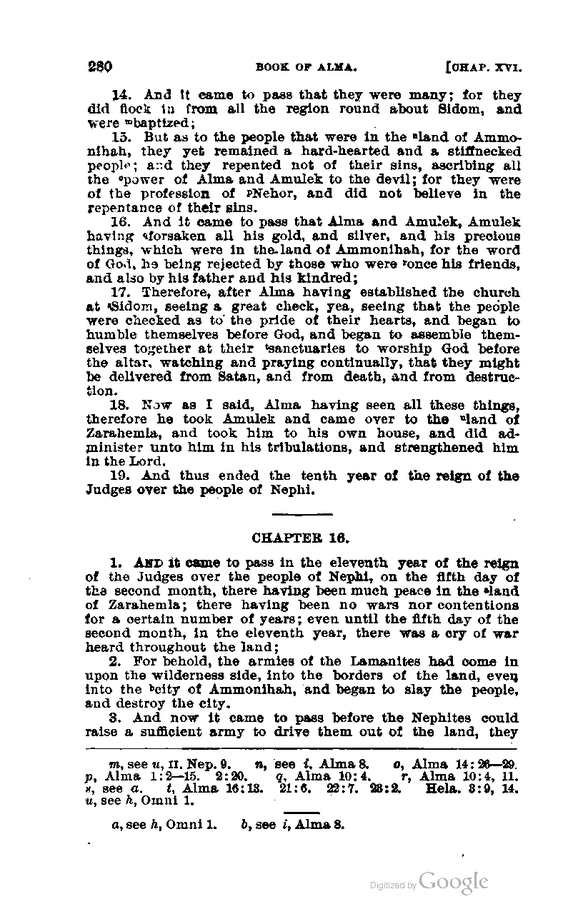 280 BOOK OF ALMA. [CHAP. XVI.
14. And it came to pass that they were many; for they
did flock in from all the region round about Sidom, and
were ᵐbaptized;
15. But as to the people that were in the ⁿland of Ammo-
nihah, they yet remained a hard-hearted and a stiffnecked
people; and they repented not of their sins, ascribing all
the ᵒpower of Alma and Amulek to the devil; for they were
of the profession of ᵖNehor, and did not believe in the
repentance of their sins.
16. And it came to pass that Alma and Amulek, Amulek
having qforsaken all his gold, and silver, and his precious
things, which were in the land of Ammonihah, for the word
of God, he being rejected by those who were ʳonce his friends,
and also by his father and his kindred;
17. Therefore, after Alma having established the church
at ˢSidom, seeing a great check, yea, seeing that the people
were checked as to the pride of their hearts, and began to
humble themselves before God, and began to assemble them-
selves together at their ᵗsanctuaries to worship God before
the altar, watching and praying continually, that they might
be delivered from Satan, and from death, and from destruc-
tion.
18. Now as I said, Alma having seen all these things,
therefore he took Amulek and came over to the ᵘland of
Zarahemla, and took him to his own house, and did ad-
minister unto him in his tribulations, and strengthened him
in the Lord.
19. And thus ended the tenth year of the reign of the
Judges over the people of Nephi.
CHAPTER 16.
1. AND it came to pass in the eleventh year of the reign
of the Judges over the people of Nephi, on the fifth day of
the second month, there having been much peace in the ᵃland
of Zarahemla; there having been no wars nor contentions
for a certain number of years; even until the fifth day of the
second month, in the eleventh year, there was a cry of war
heard throughout the land;
2. For behold, the armies of the Lamanites had come in
upon the wilderness side, into the borders of the land, even
into the ᵇcity of Ammonihah, and began to slay the people,
and destroy the city.
3. And now it came to pass before the Nephites could
raise a sufficient army to drive them out of the land, they
m, see u, II. Nep. 9. n, see i, Alma 8. o, Alma 14:26—29.
p, Alma 1:2—15. 2:20. q, Alma 10:4. r, Alma 10:4, 11.
s, see a. t, Alma 16:13. 21:6. 22:7. 23:2. Hela. 3:9, 14.
u, see h, Omni 1.
a, see h, Omni 1. b, see i, Alma 8.
Digitized by Google